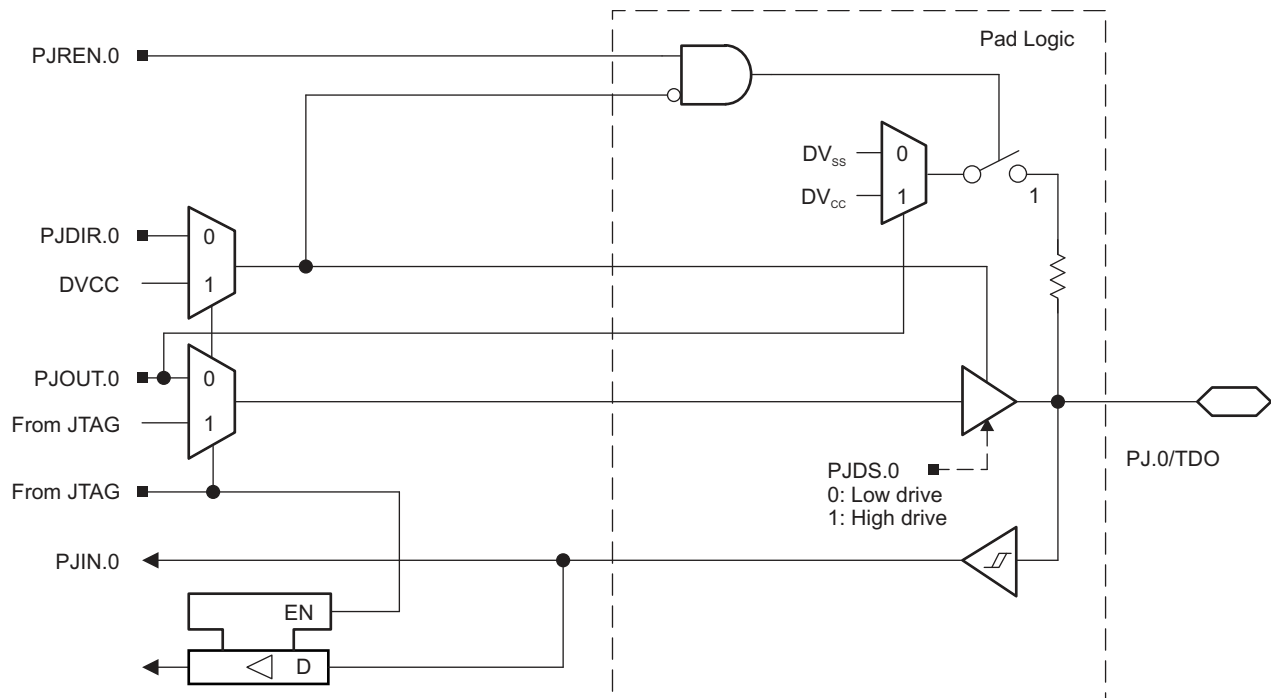 Pad Logic
PJREN.0
DVss
0
DVcc
1
1
PJDIR.0
0
DVCC
1
PJOUT.0
0
From JTAG
1
PJ.0/TDO
PJDS.0
0: Low drive
1: High drive
From JTAG
PJIN.0
EN
D